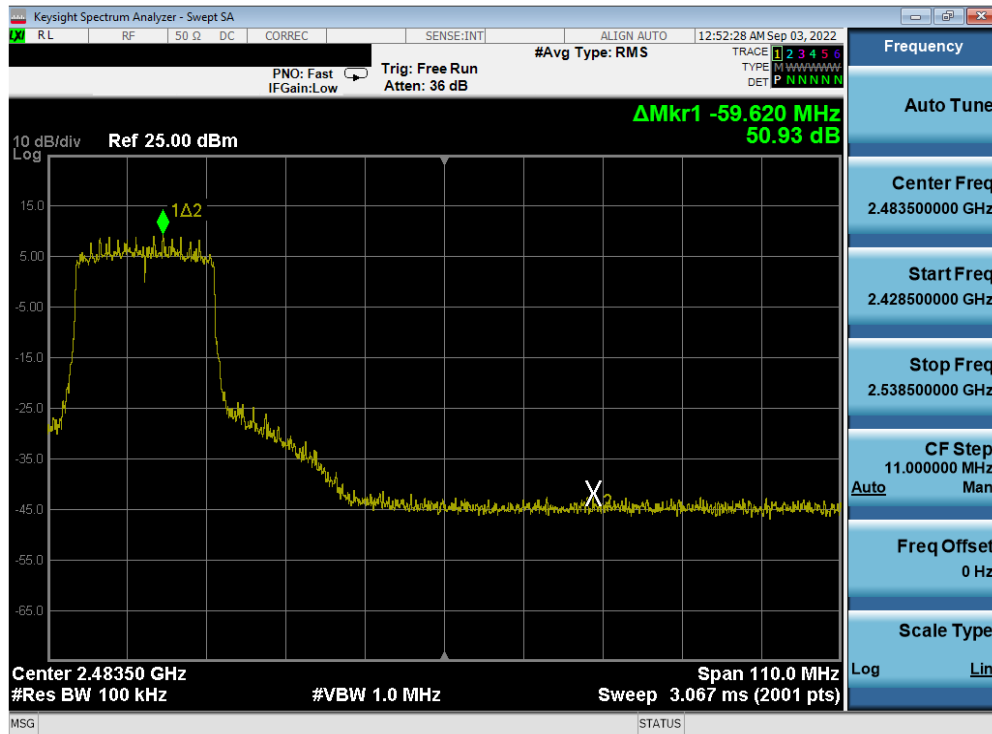 Keysight Spectrum Analyzer - Swept SA
LXI RL RF 50 Ω DC CORREC SENSE:INT ALIGN AUTO 12:52:28 AM Sep 03, 2022
#Avg Type: RMS
TRACE 1 2 3 4 5 6
TYPE M W W W W W
DET P N N N N N
PNO: Fast
IFGain:Low
Trig: Free Run
Atten: 36 dB
ΔMkr1 -59.620 MHz
50.93 dB
10 dB/div Ref 25.00 dBm
Log
15.0
5.00
-5.00
-15.0
-25.0
-35.0
-45.0
-55.0
-65.0
1Δ2
X2
Center 2.48350 GHz Span 110.0 MHz
#Res BW 100 kHz #VBW 1.0 MHz Sweep 3.067 ms (2001 pts)
MSG STATUS
Frequency
Auto Tune
Center Freq
2.483500000 GHz
Start Freq
2.428500000 GHz
Stop Freq
2.538500000 GHz
CF Step
11.000000 MHz
Auto Man
Freq Offset
0 Hz
Scale Type
Log Lin